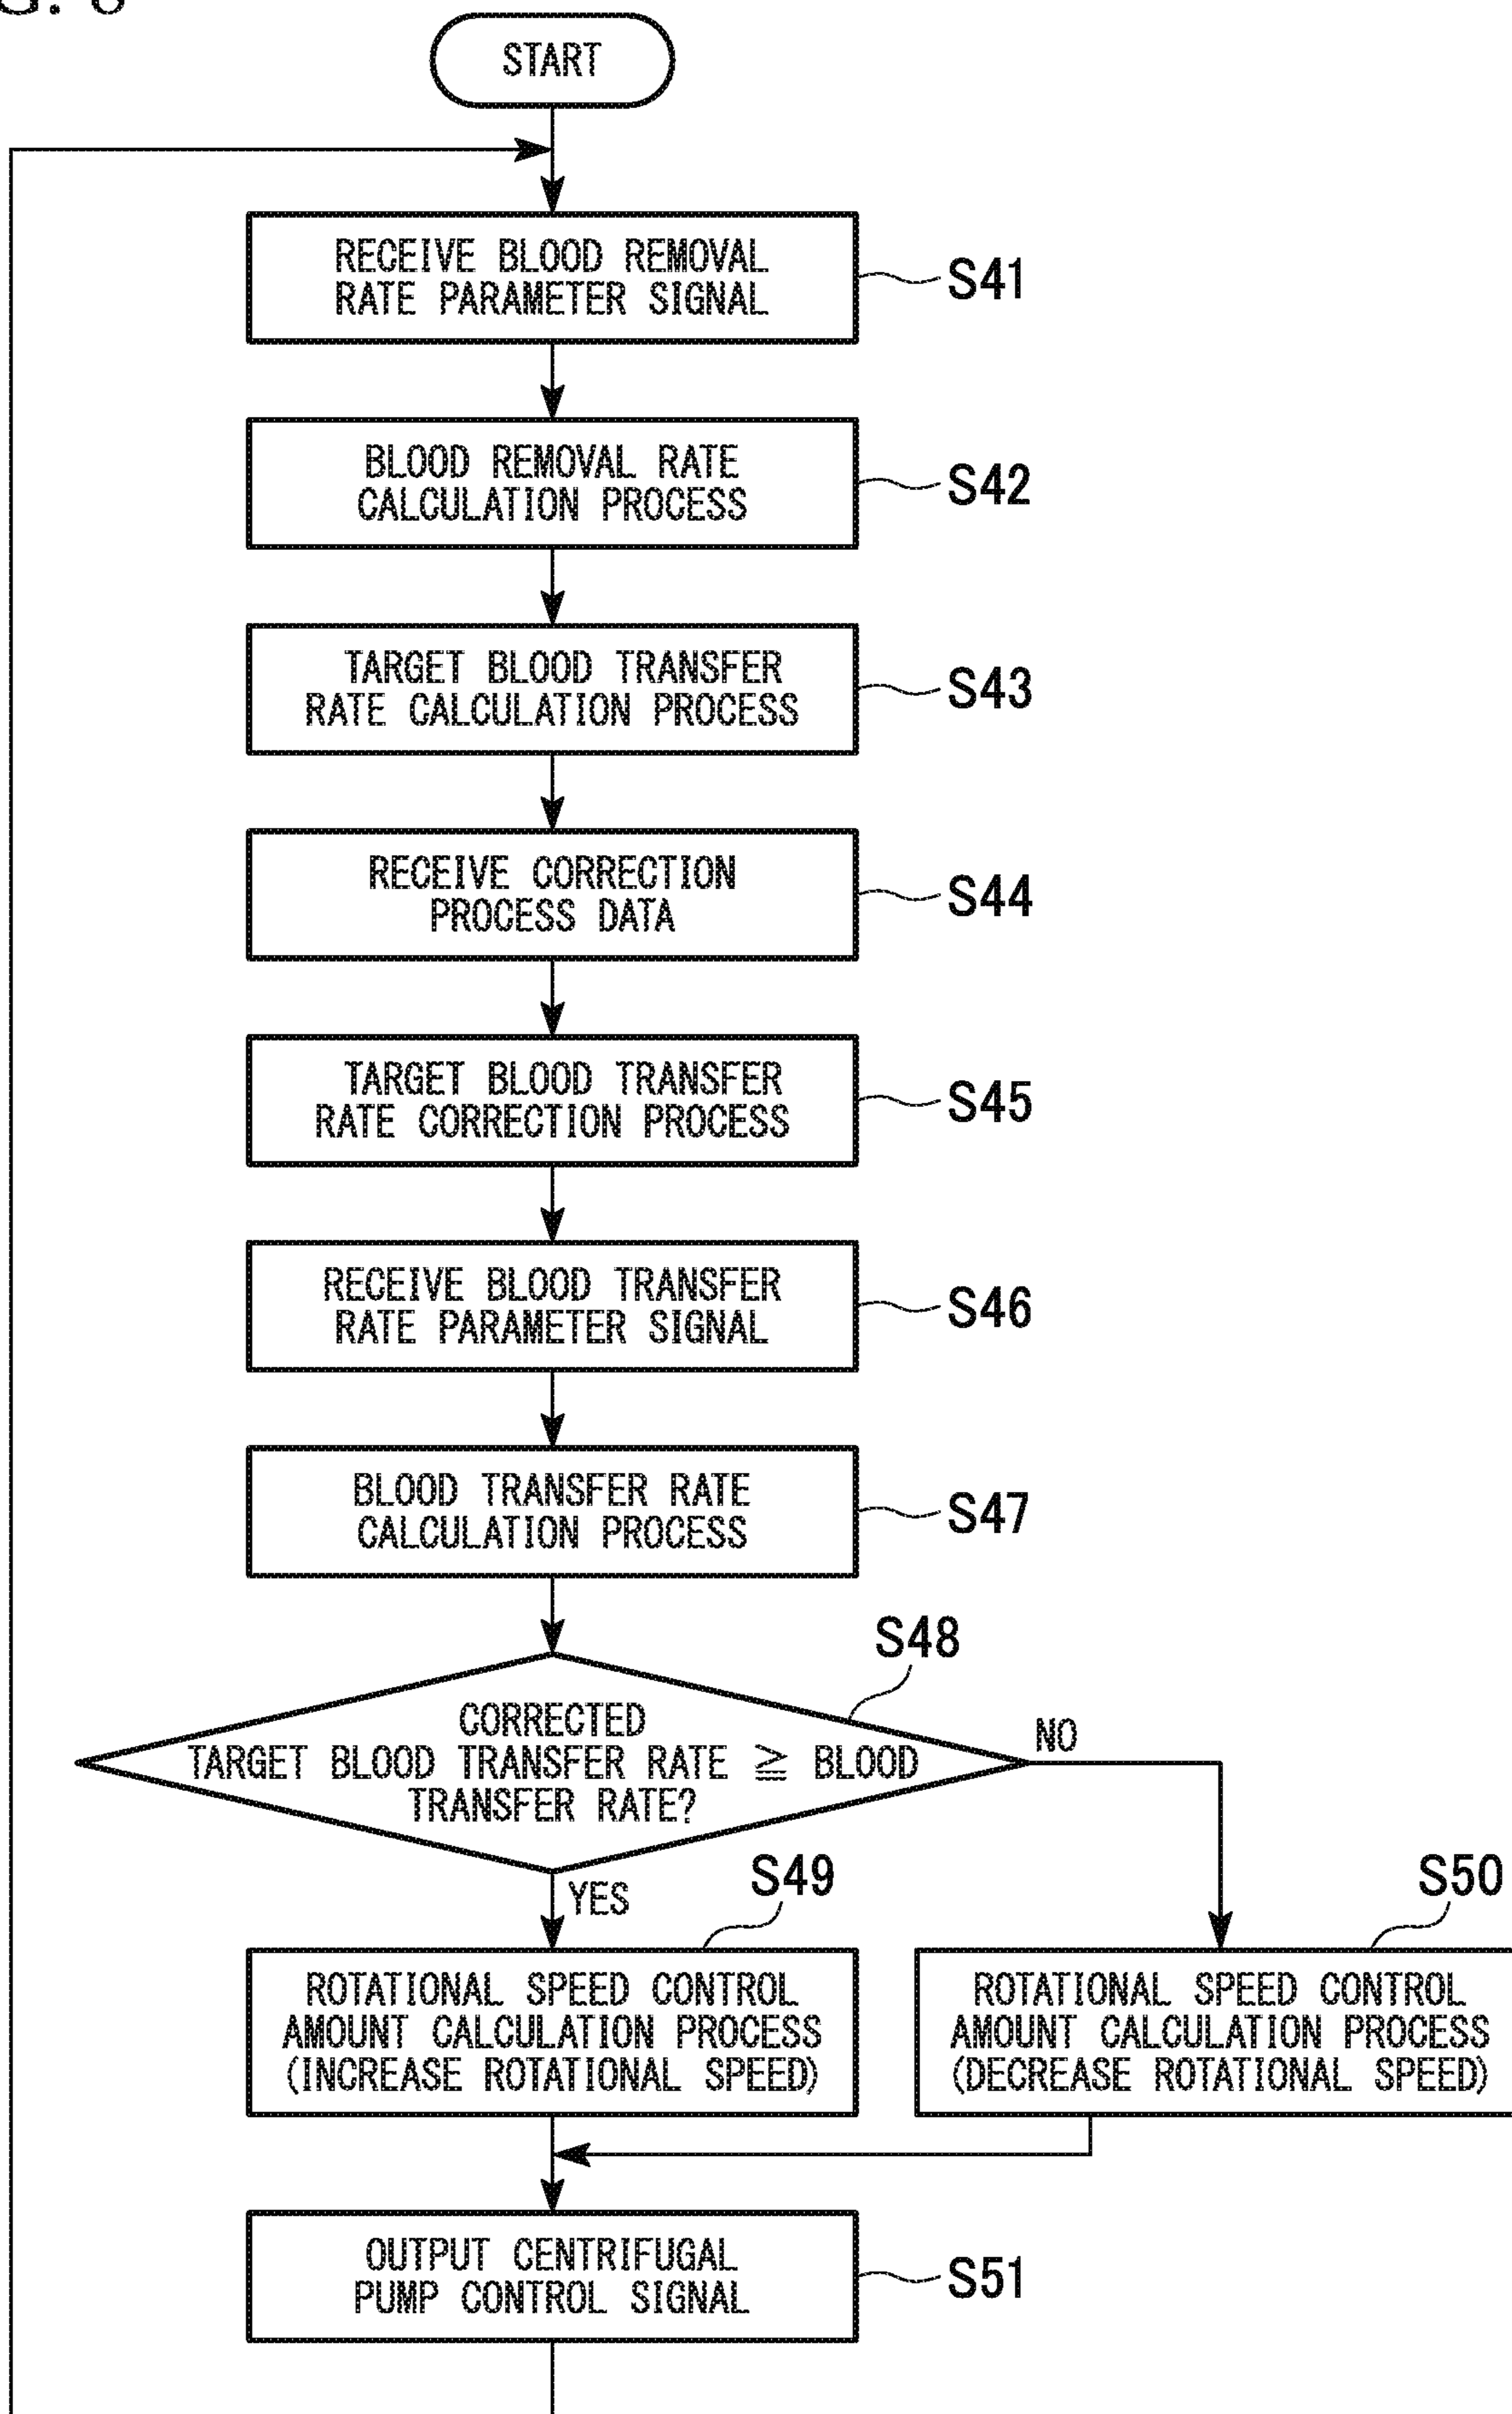 START
RECEIVE BLOOD REMOVAL
RATE PARAMETER SIGNAL
S41
BLOOD REMOVAL RATE
CALCULATION PROCESS
S42
TARGET BLOOD TRANSFER
RATE CALCULATION PROCESS
S43
RECEIVE CORRECTION
PROCESS DATA
S44
TARGET BLOOD TRANSFER
RATE CORRECTION PROCESS
S45
RECEIVE BLOOD TRANSFER
RATE PARAMETER SIGNAL
S46
BLOOD TRANSFER RATE
CALCULATION PROCESS
S47
S48
CORRECTED
TARGET BLOOD TRANSFER RATE ≧ BLOOD
TRANSFER RATE?
NO
YES
S49
ROTATIONAL SPEED CONTROL
AMOUNT CALCULATION PROCESS
(INCREASE ROTATIONAL SPEED)
S50
ROTATIONAL SPEED CONTROL
AMOUNT CALCULATION PROCESS
(DECREASE ROTATIONAL SPEED)
OUTPUT CENTRIFUGAL
PUMP CONTROL SIGNAL
S51